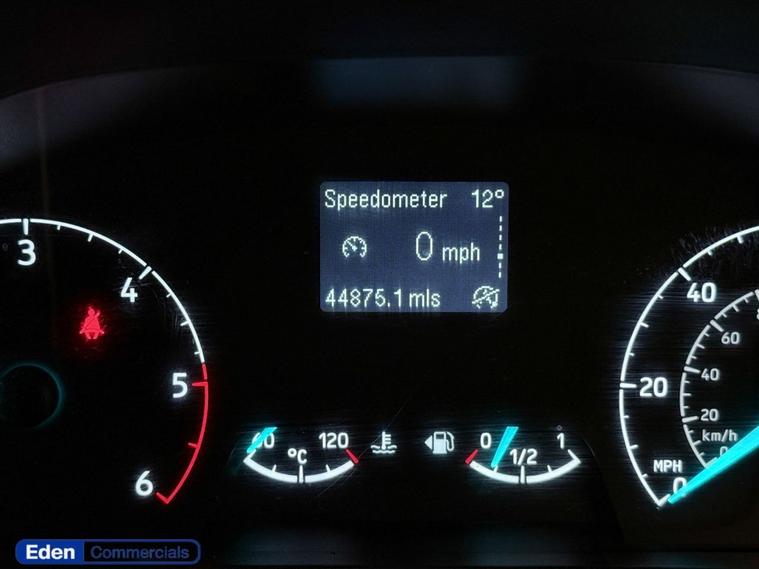 Speedometer 12°
0 mph
44875.1 mls
3
4
5
6
120
°C
0 1/2 1
40
20
MPH
0
60
40
20
km/h
Eden Commercials